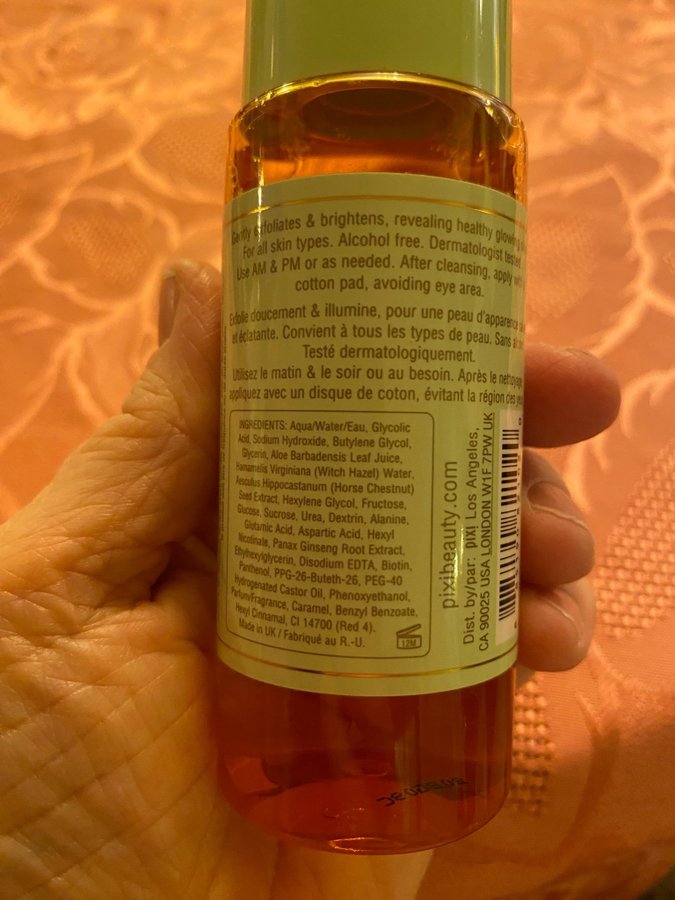 Gently exfoliates & brightens, revealing healthy glowing
For all skin types. Alcohol free. Dermatologist tested.
Use AM & PM or as needed. After cleansing, apply with
cotton pad, avoiding eye area.
Exfolie doucement & illumine, pour une peau d'apparence
et éclatante. Convient à tous les types de peau. Sans
Testé dermatologiquement.
Utilisez le matin & le soir ou au besoin. Après le nettoyage,
appliquez avec un disque de coton, évitant la région des yeux.
INGREDIENTS: Aqua/Water/Eau, Glycolic
Acid, Sodium Hydroxide, Butylene Glycol,
Glycerin, Aloe Barbadensis Leaf Juice,
Hamamelis Virginiana (Witch Hazel) Water,
Aesculus Hippocastanum (Horse Chestnut)
Seed Extract, Hexylene Glycol, Fructose,
Glucose, Sucrose, Urea, Dextrin, Alanine,
Glutamic Acid, Aspartic Acid, Hexyl
Nicotinate, Panax Ginseng Root Extract,
Ethylhexylglycerin, Disodium EDTA, Biotin,
Panthenol, PPG-26-Buteth-26, PEG-40
Hydrogenated Castor Oil, Phenoxyethanol,
Parfum/Fragrance, Caramel, Benzyl Benzoate,
Hexyl Cinnamal, CI 14700 (Red 4).
Made in UK / Fabriqué au R.-U.
12M
pixibeauty.com
Dist. by/par: pixi Los Angeles,
CA 90025 USA LONDON W1F 7PW UK